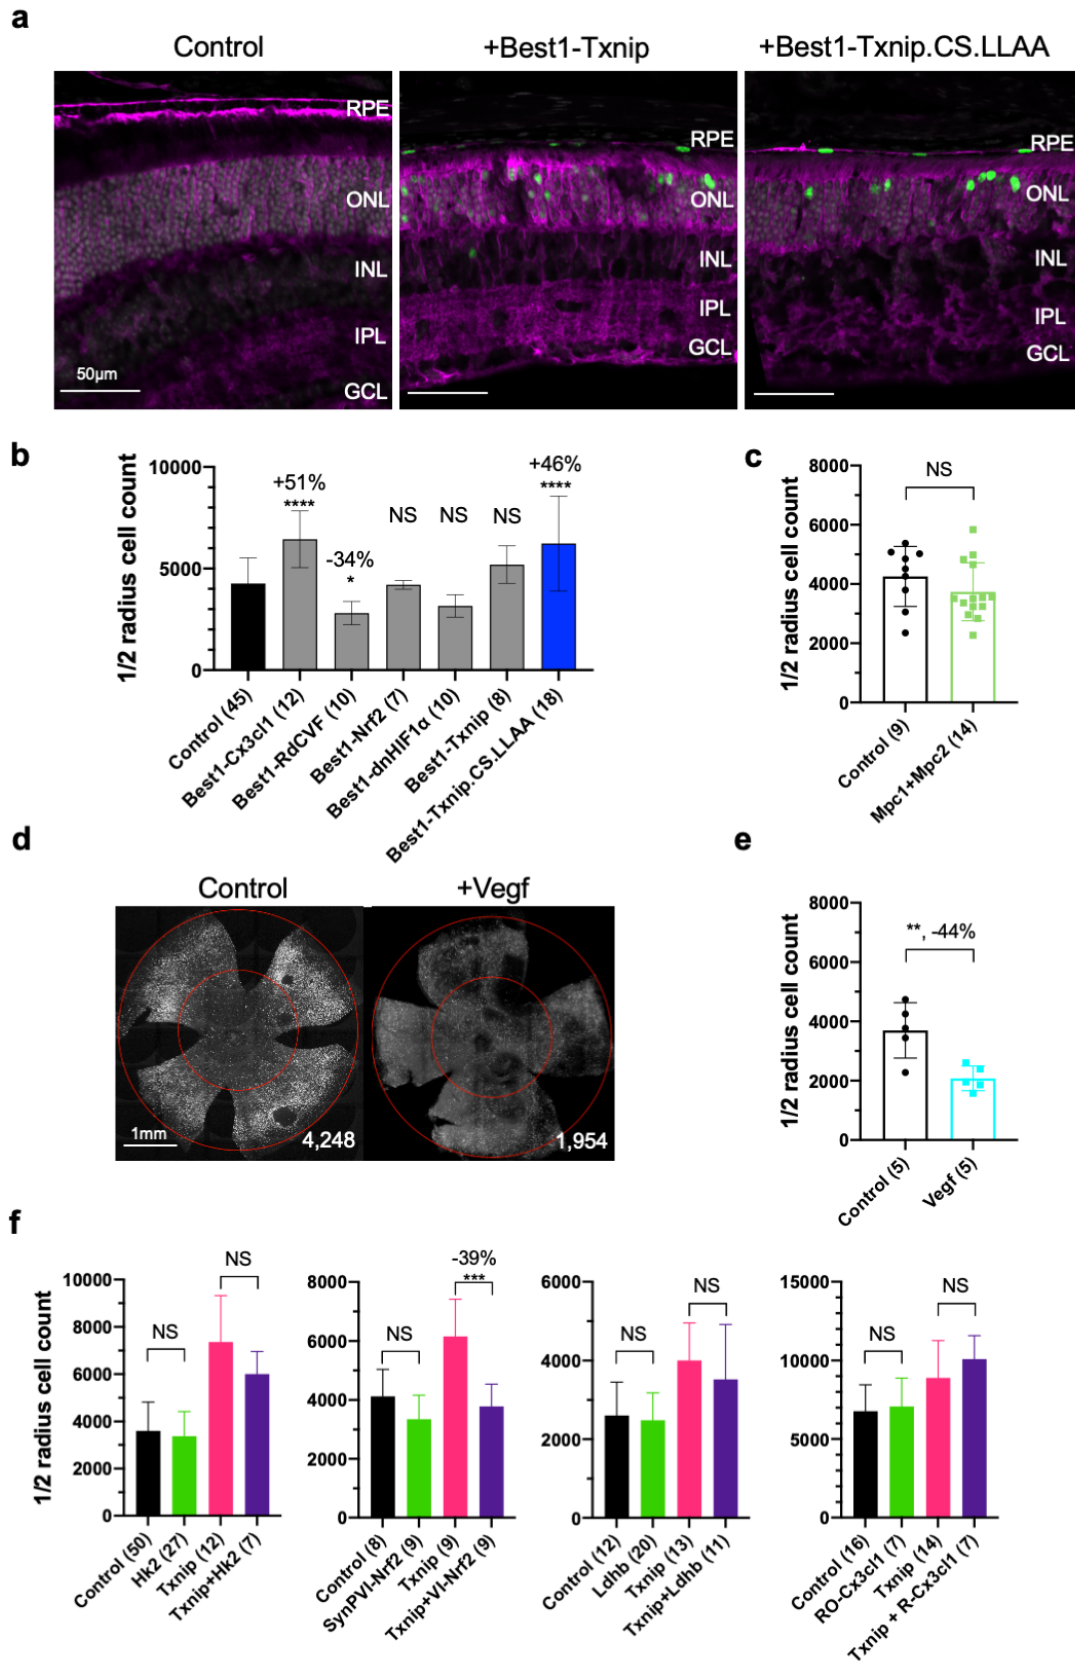 a
Control
+Best1-Txnip
+Best1-Txnip.CS.LLAA
RPE
ONL
INL
IPL
GCL
50µm
RPE
ONL
INL
IPL
GCL
RPE
ONL
INL
IPL
GCL
b
1/2 radius cell count
10000
5000
0
+51%
****
-34%
*
NS
NS
NS
+46%
****
Control (45)
Best1-Cx3cl1 (12)
Best1-RdCVF (10)
Best1-Nrf2 (7)
Best1-dnHIF1α (10)
Best1-Txnip (8)
Best1-Txnip.CS.LLAA (18)
c
1/2 radius cell count
8000
6000
4000
2000
0
NS
Control (9)
Mpc1+Mpc2 (14)
d
Control
+Vegf
1mm
4,248
1,954
e
1/2 radius cell count
8000
6000
4000
2000
0
**, -44%
Control (5)
Vegf (5)
f
1/2 radius cell count
10000
8000
6000
4000
2000
0
NS
NS
Control (50)
Hk2 (27)
Txnip (12)
Txnip+Hk2 (7)
8000
6000
4000
2000
0
NS
-39%
***
Control (8)
SynPVI-Nrf2 (9)
Txnip (9)
Txnip+VI-Nrf2 (9)
6000
4000
2000
0
NS
NS
Control (12)
Ldhb (20)
Txnip (13)
Txnip+Ldhb (11)
15000
10000
5000
0
NS
NS
Control (16)
RO-Cx3cl1 (7)
Txnip (14)
Txnip + R-Cx3cl1 (7)